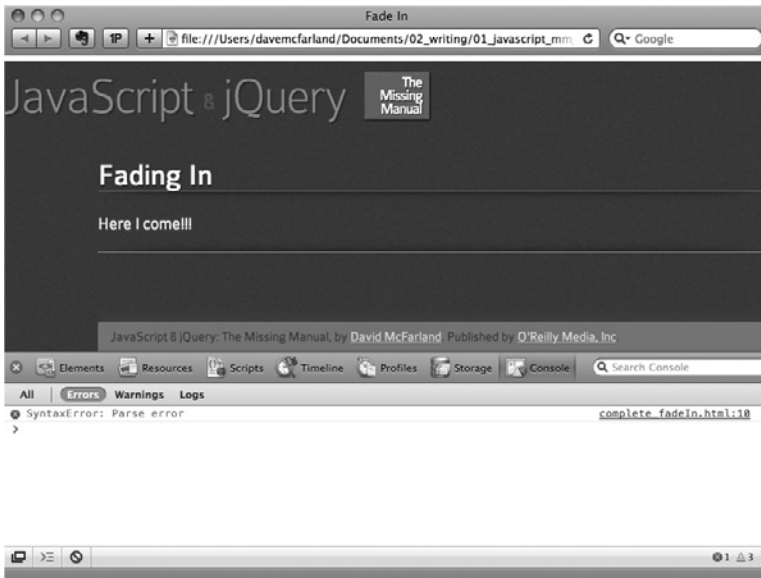 Fade In
1P + file:///Users/davemcfarland/Documents/02_writing/01_javascript_mm Google
JavaScript & jQuery
The
Missing
Manual
Fading In
Here I come!!!
JavaScript & jQuery: The Missing Manual, by David McFarland. Published by O'Reilly Media, Inc.
Elements Resources Scripts Timeline Profiles Storage Console Search Console
All Errors Warnings Logs
SyntaxError: Parse error complete_fadeIn.html:10
>
1 3